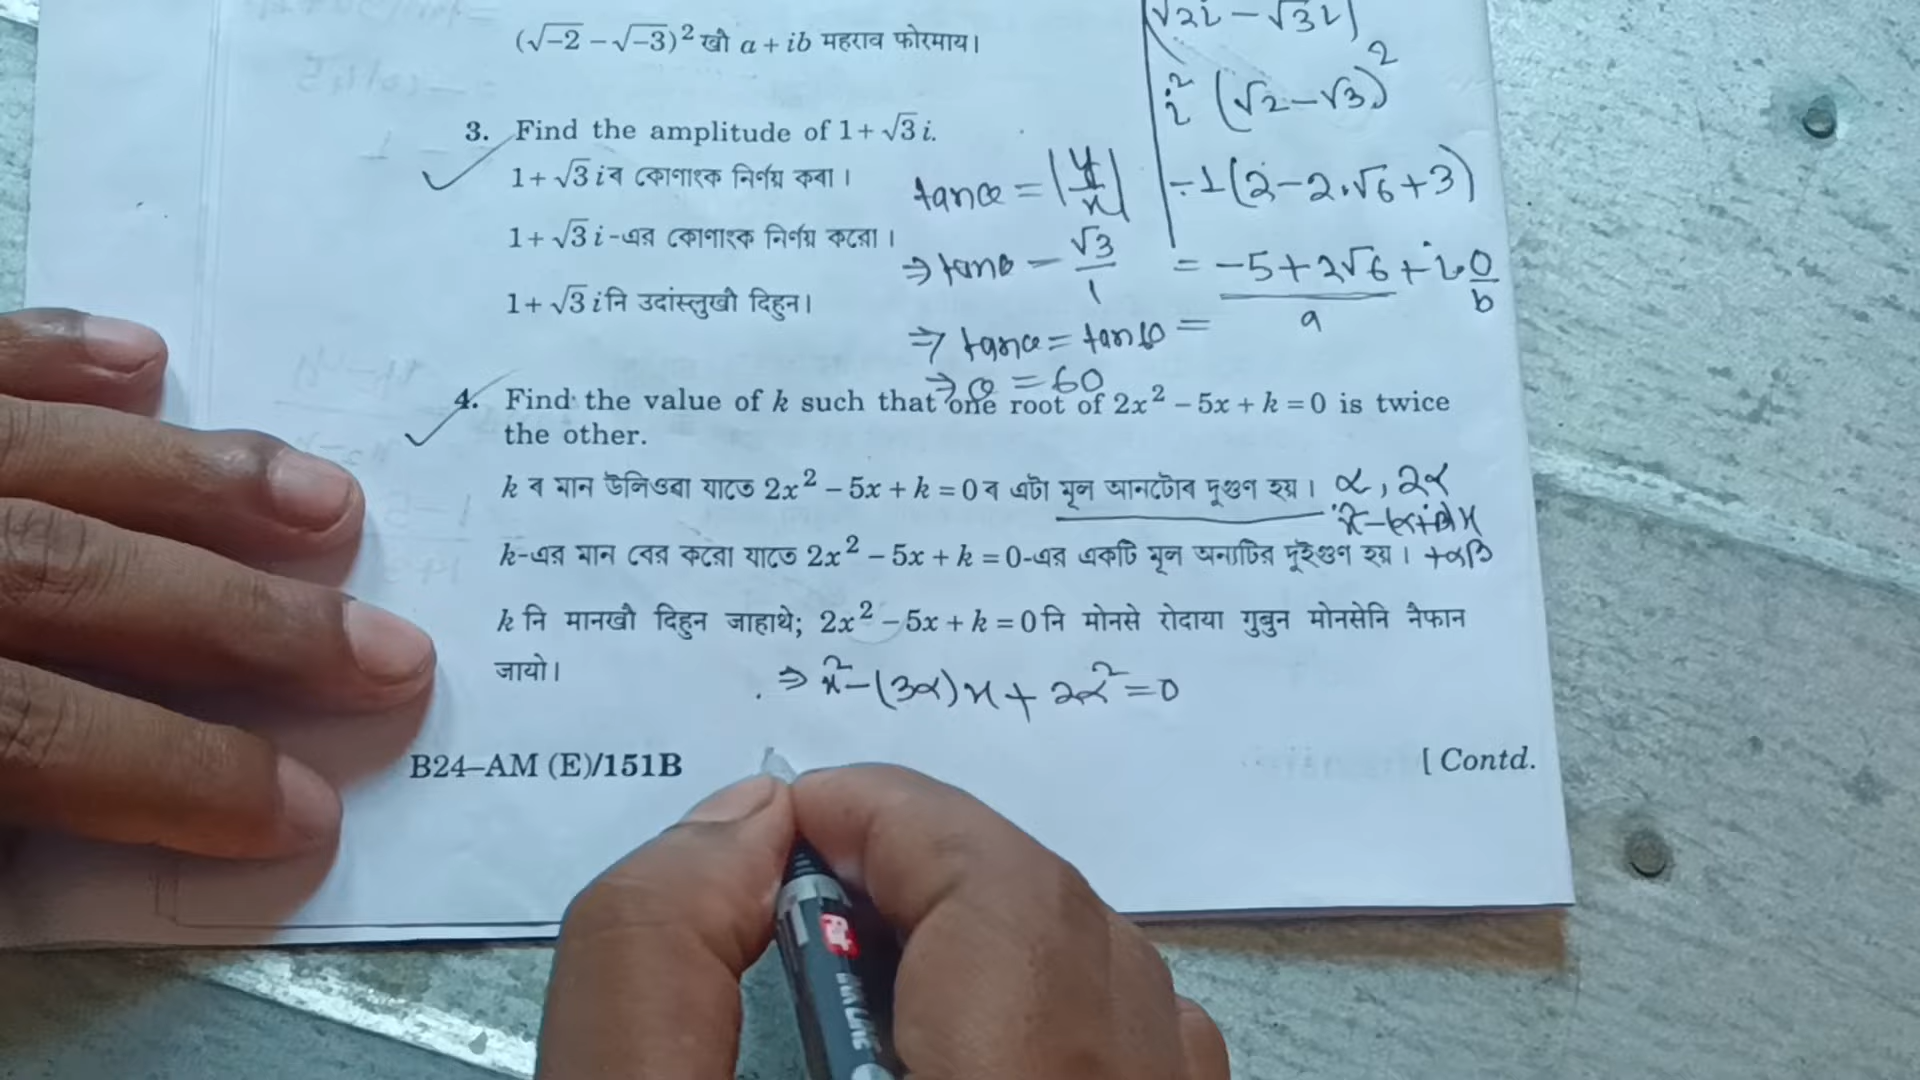 (√-2 - √-3)² खौ a + ib महराव फोरमाय।
3. Find the amplitude of 1 + √3 i.
1 + √3 iৰ কোণাংক নিৰ্ণয় কৰা ।
1 + √3 i-এর কোণাংক নির্ণয় করো ।
1 + √3 i नि उदांस्लुखौ दिहुन।
4. Find the value of k such that one root of 2x² - 5x + k = 0 is twice
the other.
k ৰ মান উলিওৱা যাতে 2x² - 5x + k = 0 ৰ এটা মূল আনটোৰ দুগুণ হয় ।
k-এর মান বের করো যাতে 2x² - 5x + k = 0-এর একটি মূল অন্যটির দুইগুণ হয় ।
k नि मानखौ दिहुन जाहाथे; 2x² - 5x + k = 0 नि मोनसे रोदाया गुबुन मोनसेनि नैफान
जायो।
B24–AM (E)/151B
[ Contd.
√2i - √3i
i² (√2 - √3)²
-1(2 - 2.√6 + 3)
= -5 + 2√6 + i.0
a b
tanα = |y/x|
⇒ tanθ = √3/1
⇒ tanα = tan60 =
⇒ α = 60
α, 2α
x² - (α+β)x
+αβ
⇒ x² - (3α)x + 2α² = 0